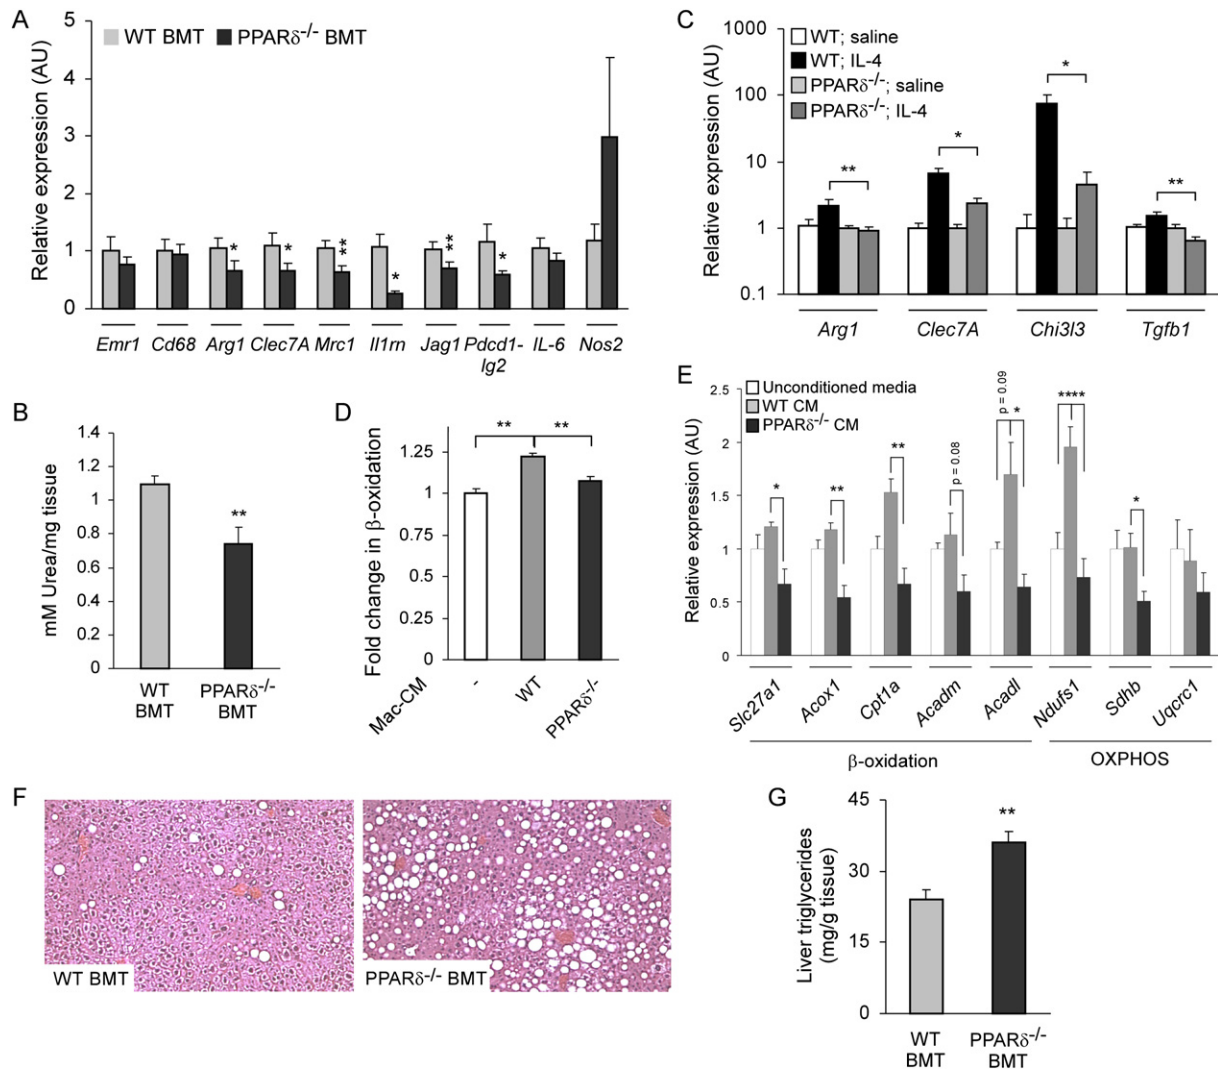 A
Relative expression (AU)
5
4
3
2
1
0
WT BMT PPARδ-/- BMT
* * ** * ** *
Emr1 Cd68 Arg1 Clec7A Mrc1 Il1rn Jag1 Pdcd1- IL-6 Nos2
lg2
C
Relative expression (AU)
1000
100
10
1
0.1
WT; saline
WT; IL-4
PPARδ-/-; saline
PPARδ-/-; IL-4
** * * **
Arg1 Clec7A Chi3l3 Tgfb1
B
mM Urea/mg tissue
1.4
1.2
1
0.8
0.6
0.4
0.2
0
**
WT PPARδ-/-
BMT BMT
D
Fold change in β-oxidation
1.25
1
0.75
0.5
0.25
0
** **
Mac-CM - WT PPARδ-/-
E
Relative expression (AU)
2.5
2
1.5
1
0.5
0
Unconditioned media
WT CM
PPARδ-/- CM
* ** ** p = 0.08 p = 0.09 * **** *
Slc27a1 Acox1 Cpt1a Acadm Acadl Ndufs1 Sdhb Uqcrc1
β-oxidation OXPHOS
F
WT BMT PPARδ-/- BMT
G
Liver triglycerides
(mg/g tissue)
45
30
15
0
**
WT PPARδ-/-
BMT BMT